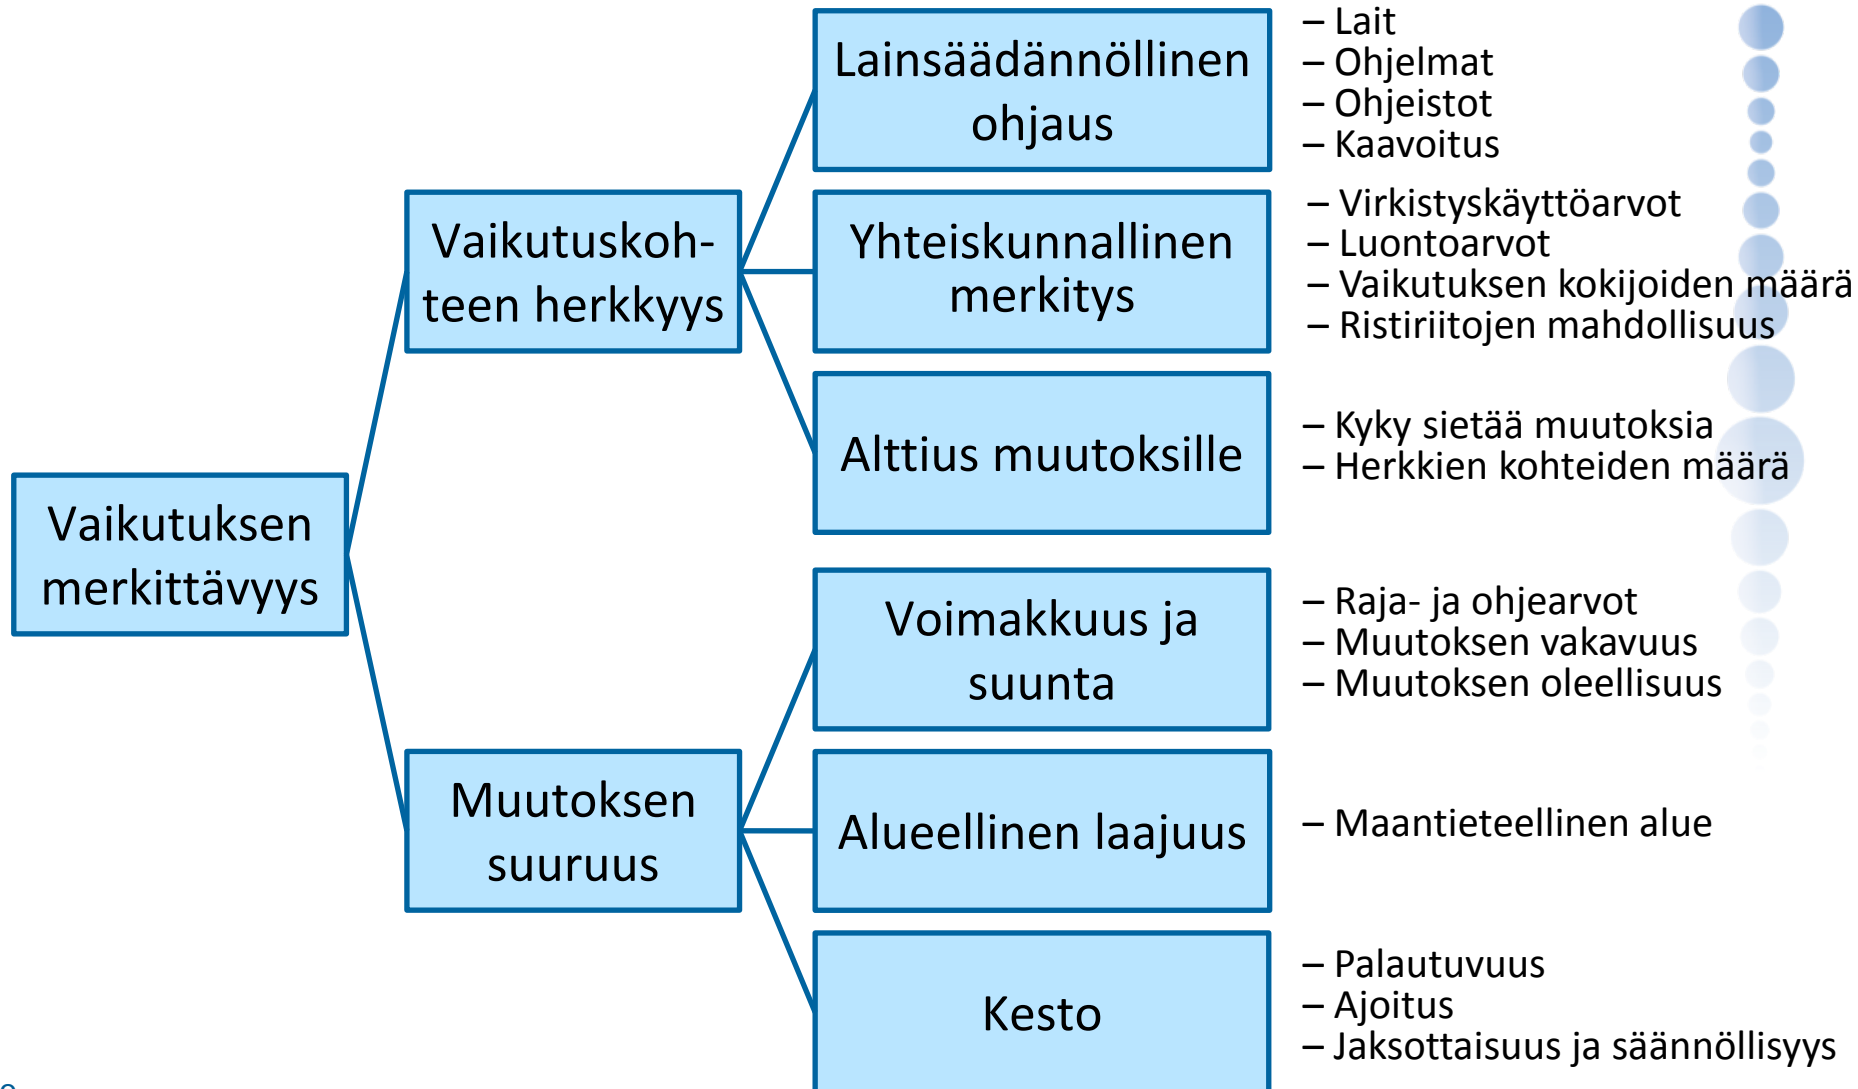 Vaikutuksen
merkittävyys
Vaikutuskoh-
teen herkkyys
Lainsäädännöllinen
ohjaus
– Lait
– Ohjelmat
– Ohjeistot
– Kaavoitus
Yhteiskunnallinen
merkitys
– Virkistyskäyttöarvot
– Luontoarvot
– Vaikutuksen kokijoiden määrä
– Ristiriitojen mahdollisuus
Alttius muutoksille
– Kyky sietää muutoksia
– Herkkien kohteiden määrä
Muutoksen
suuruus
Voimakkuus ja
suunta
– Raja- ja ohjearvot
– Muutoksen vakavuus
– Muutoksen oleellisuus
Alueellinen laajuus
– Maantieteellinen alue
Kesto
– Palautuvuus
– Ajoitus
– Jaksottaisuus ja säännöllisyys